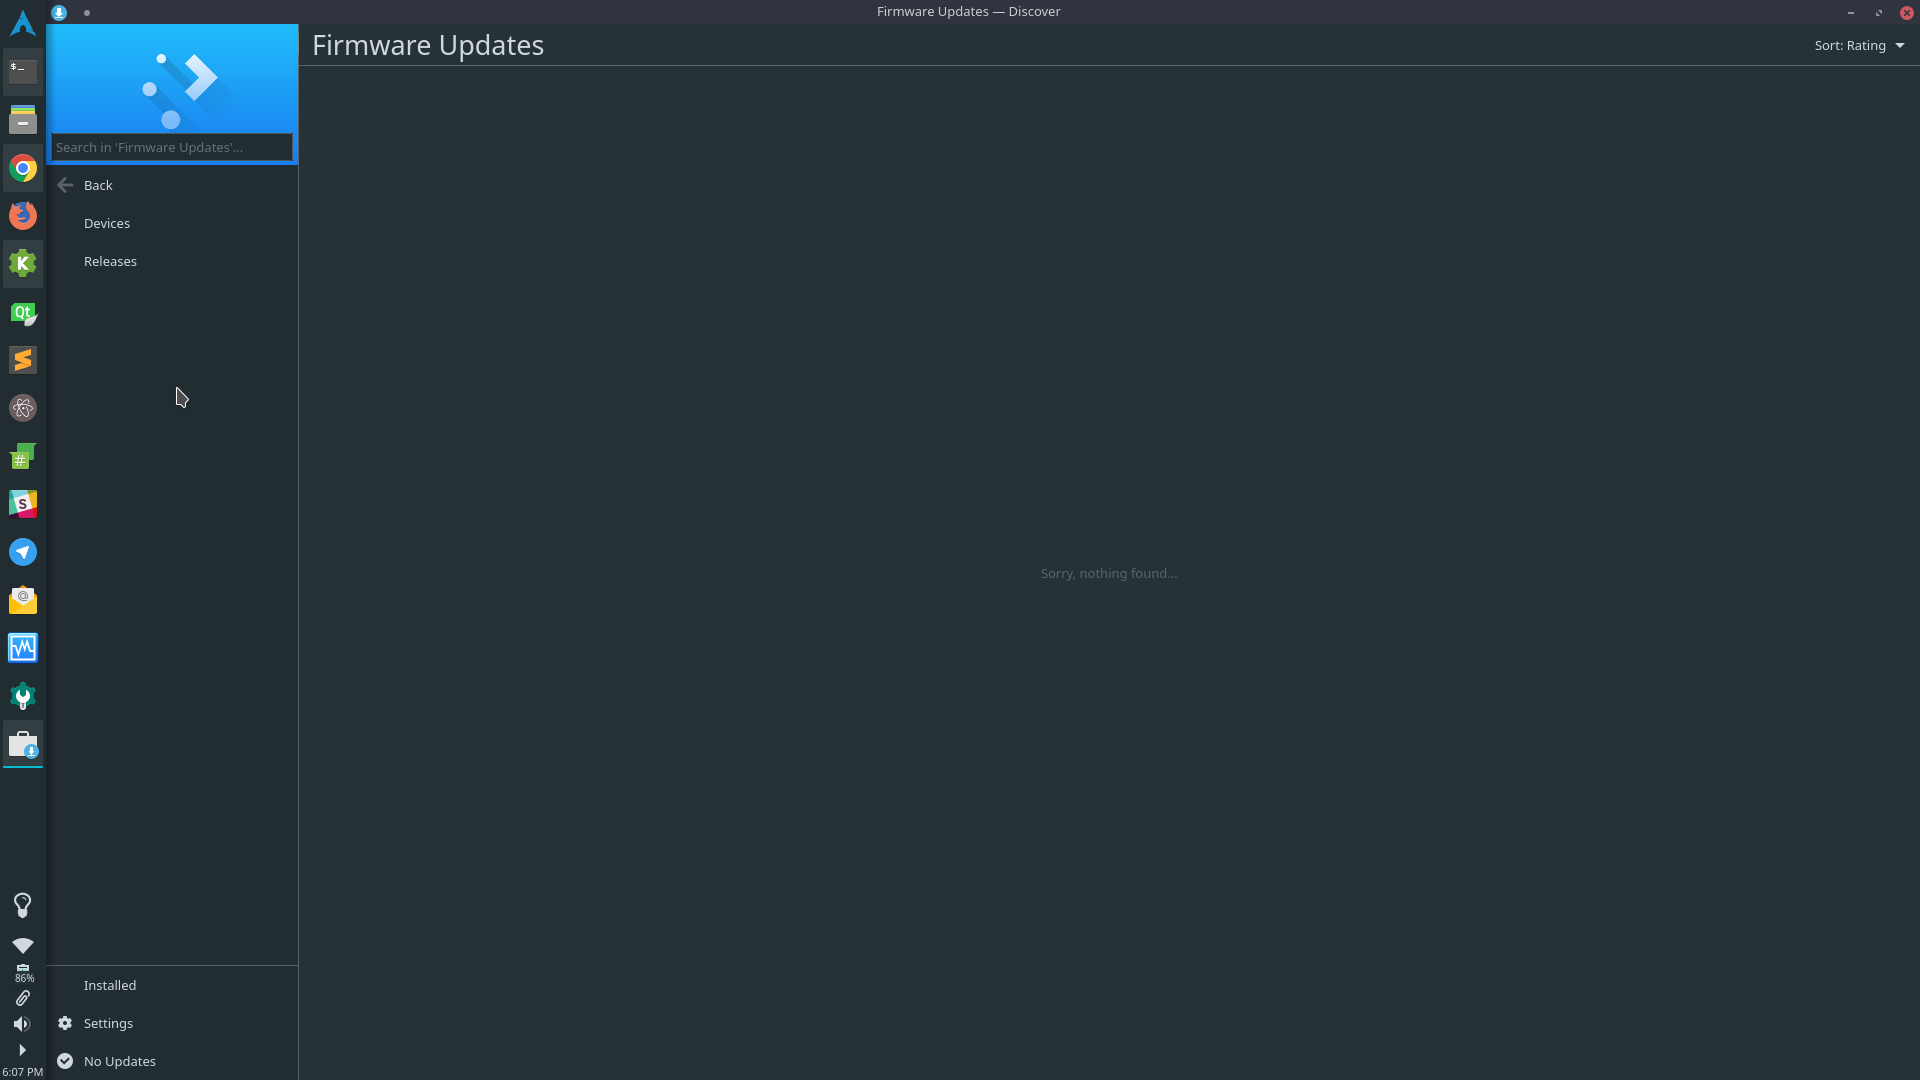 Firmware Updates — Discover
Firmware Updates
Sort: Rating
Search in 'Firmware Updates'...
Back
Devices
Releases
Sorry, nothing found...
Installed
Settings
No Updates
$_
K
Qt
#
S
@
86%
6:07 PM